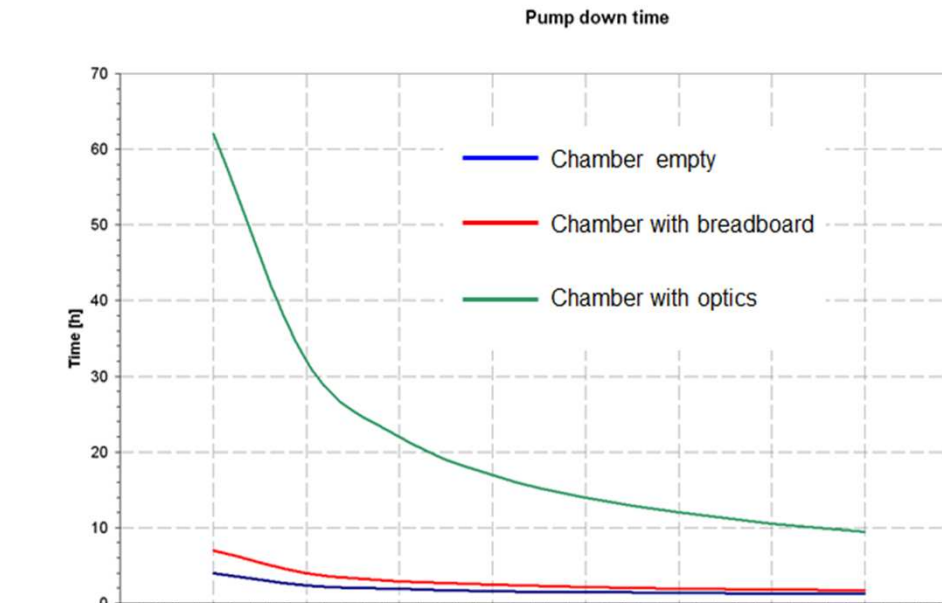 Pump down time
70
60
50
40
30
20
10
0
Time [h]
Chamber empty
Chamber with breadboard
Chamber with optics